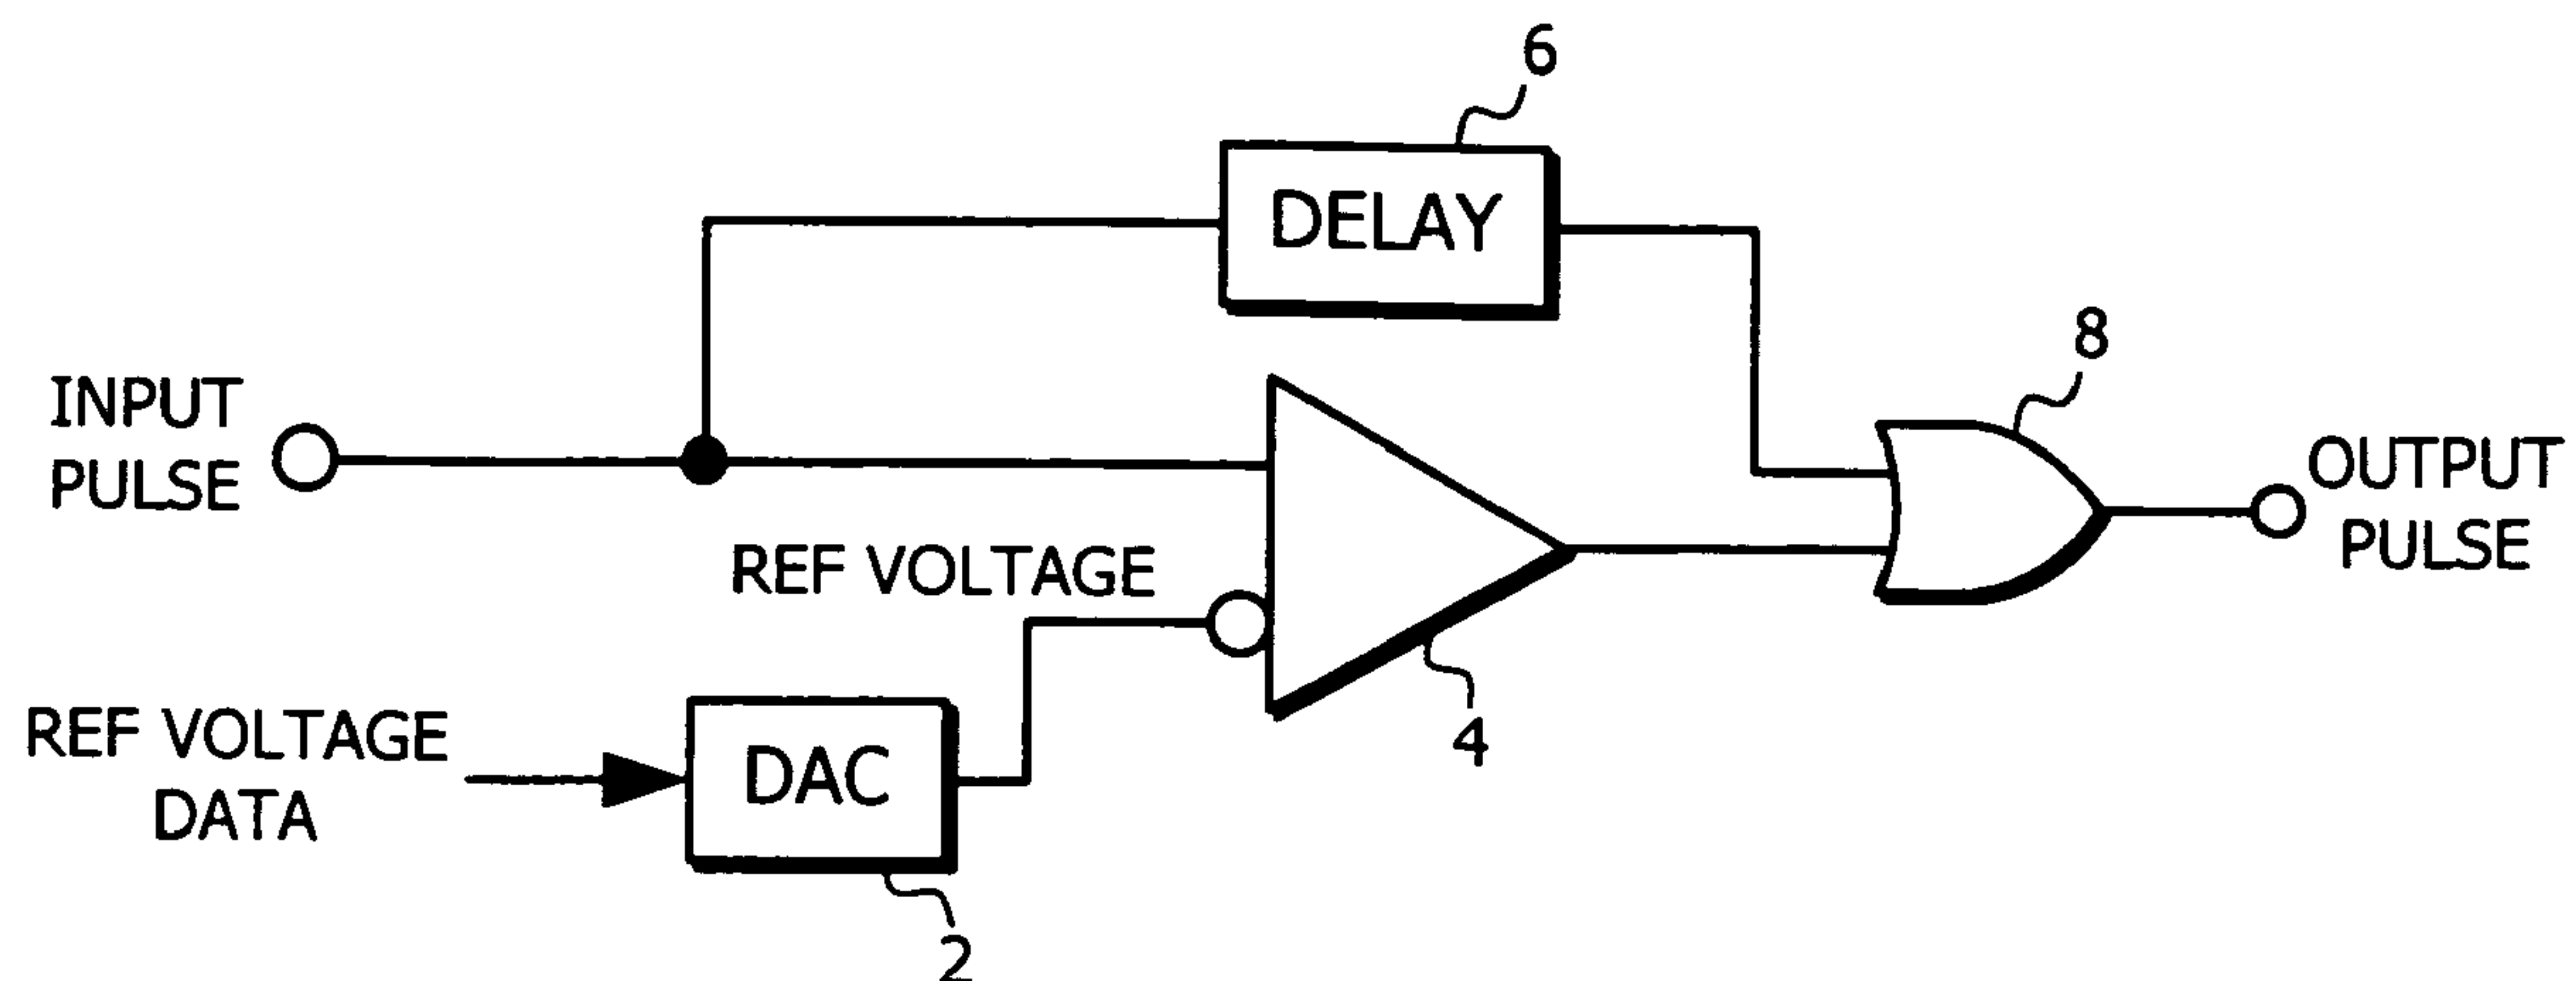 6
DELAY
8
INPUT
PULSE
OUTPUT
PULSE
REF VOLTAGE
4
REF VOLTAGE
DATA
DAC
2